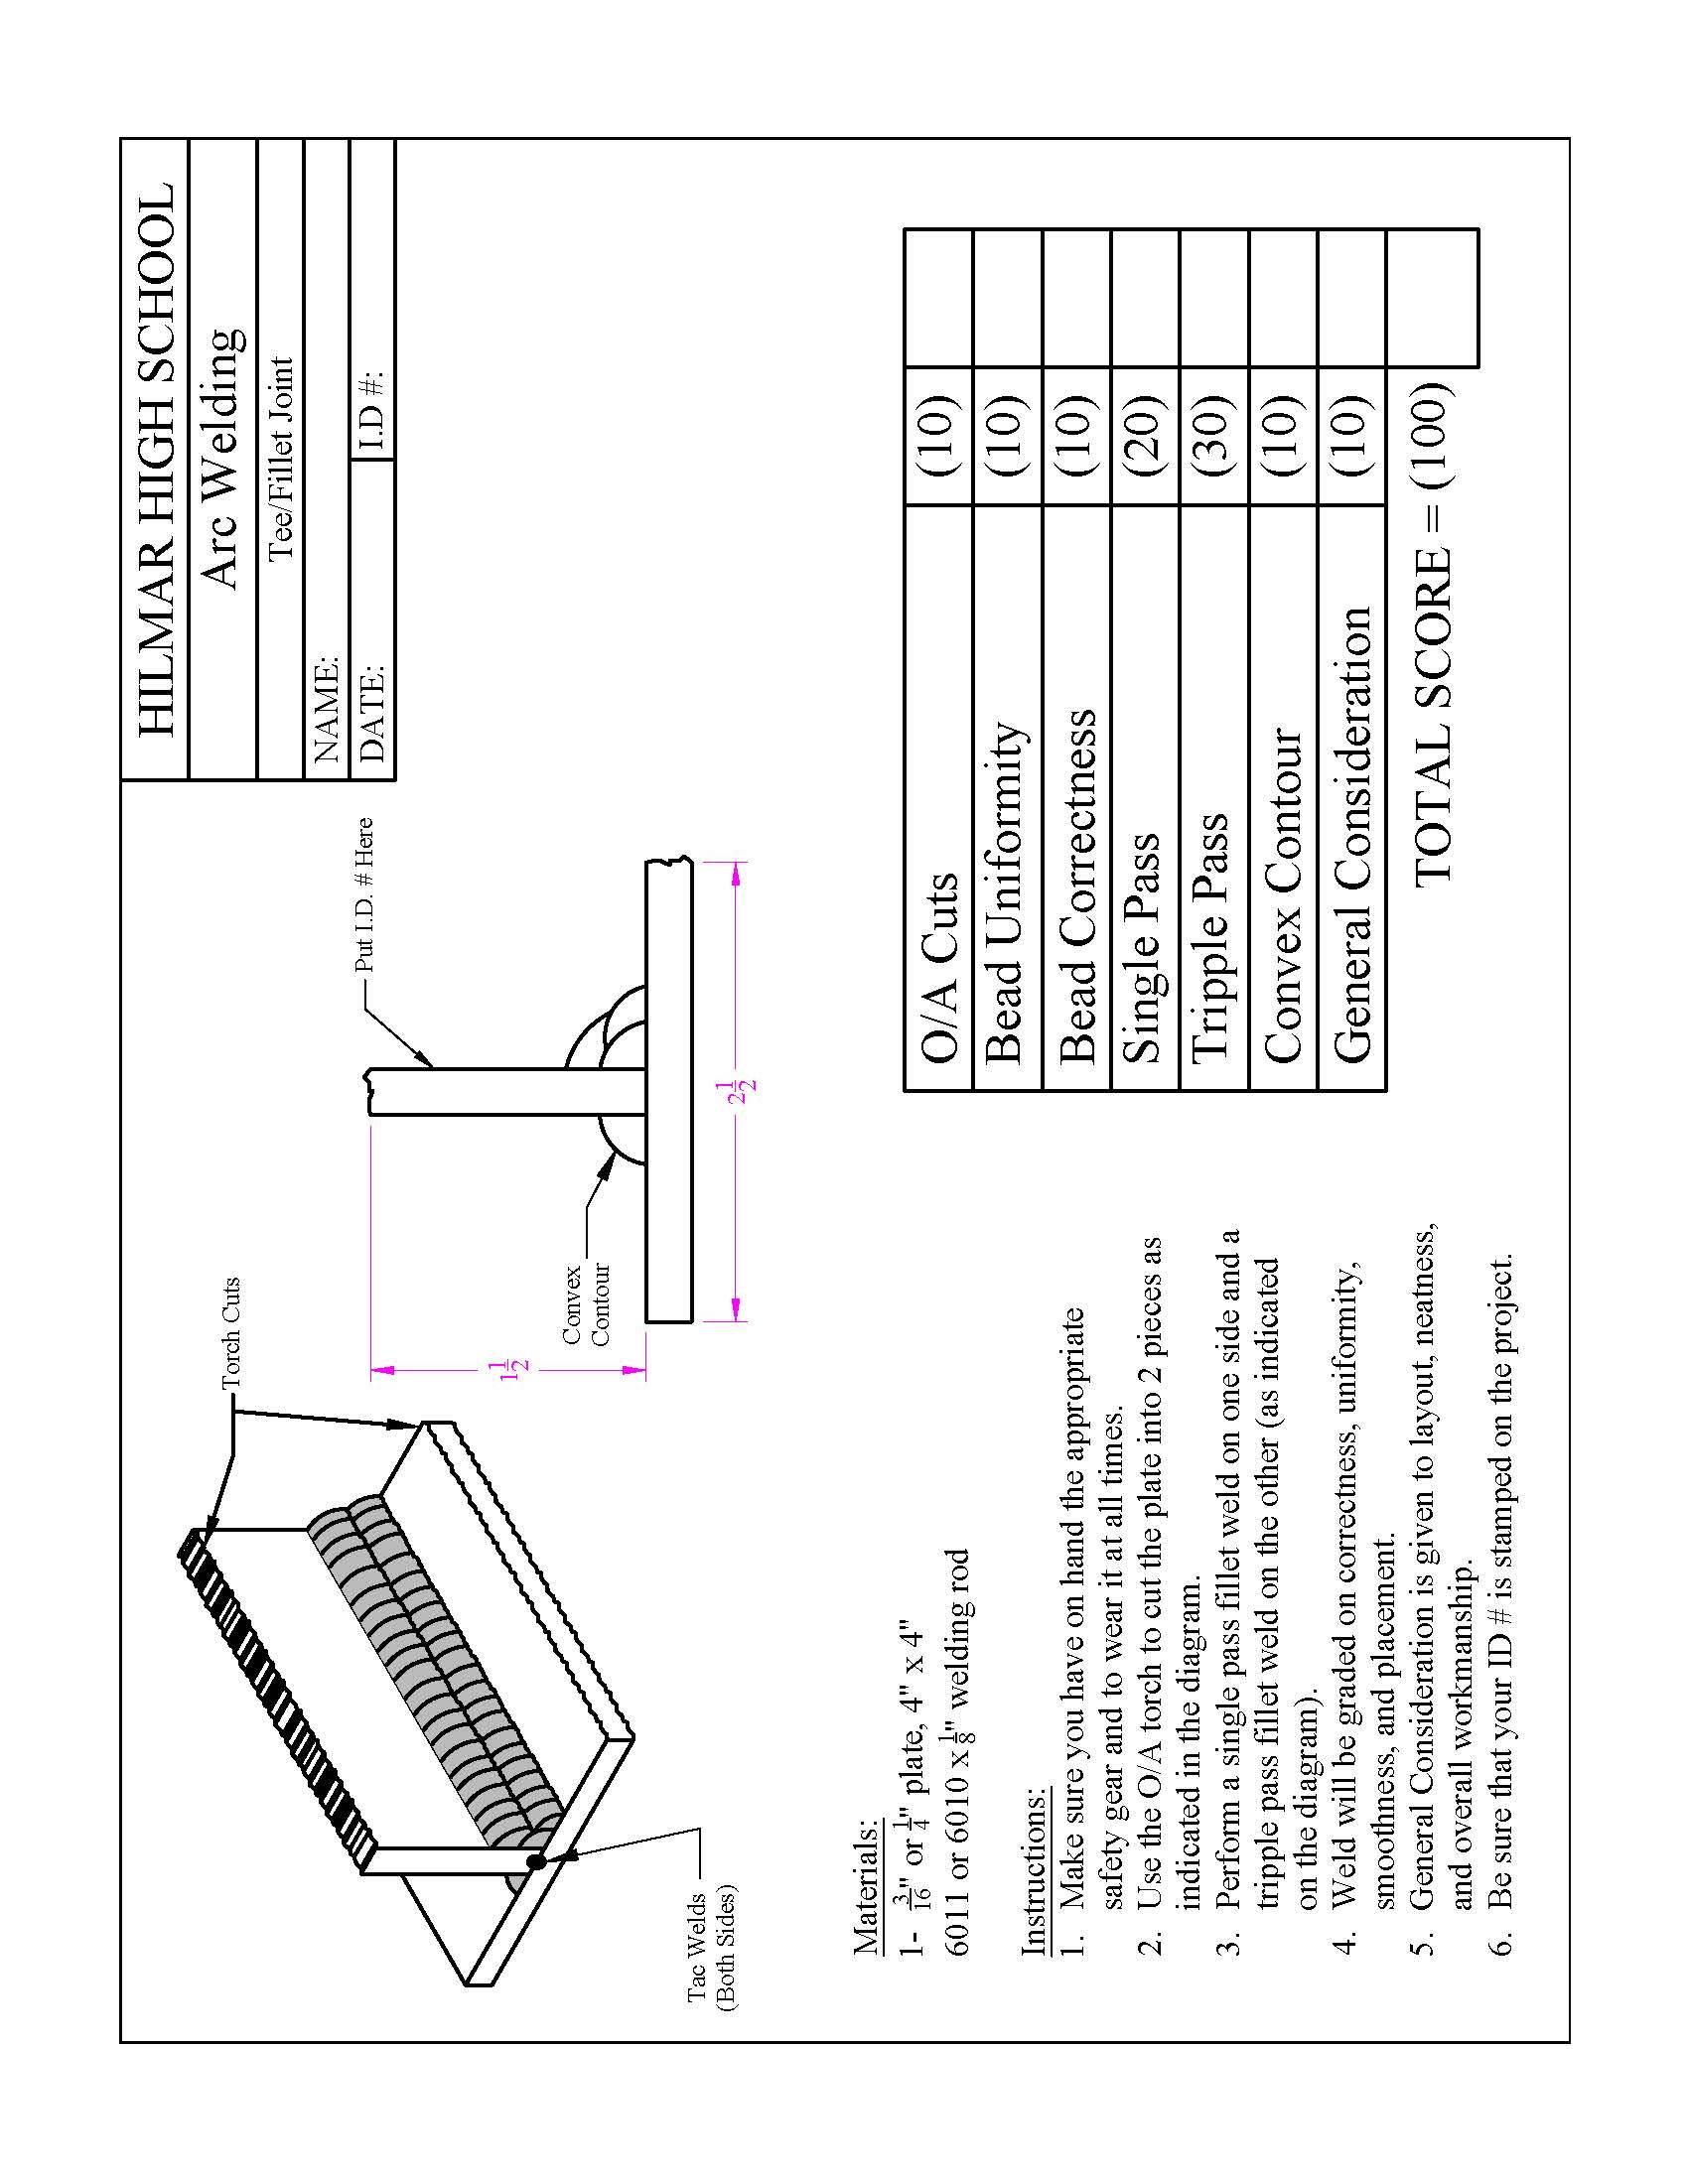 HILMAR HIGH SCHOOL
Arc Welding
Tee/Fillet Joint
NAME:
DATE: I.D #:
Torch Cuts
Put I.D. # Here
Convex
Contour
1 1/2
2 1/2
Tac Welds
(Both Sides)
Materials:
1- 3/16" or 1/4" plate, 4" x 4"
6011 or 6010 x 1/8" welding rod
Instructions:
1. Make sure you have on hand the appropriate
safety gear and to wear it at all times.
2. Use the O/A torch to cut the plate into 2 pieces as
indicated in the diagram.
3. Perform a single pass fillet weld on one side and a
tripple pass fillet weld on the other (as indicated
on the diagram).
4. Weld will be graded on correctness, uniformity,
smoothness, and placement.
5. General Consideration is given to layout, neatness,
and overall workmanship.
6. Be sure that your ID # is stamped on the project.
O/A Cuts (10)
Bead Uniformity (10)
Bead Correctness (10)
Single Pass (20)
Tripple Pass (30)
Convex Contour (10)
General Consideration (10)
TOTAL SCORE = (100)